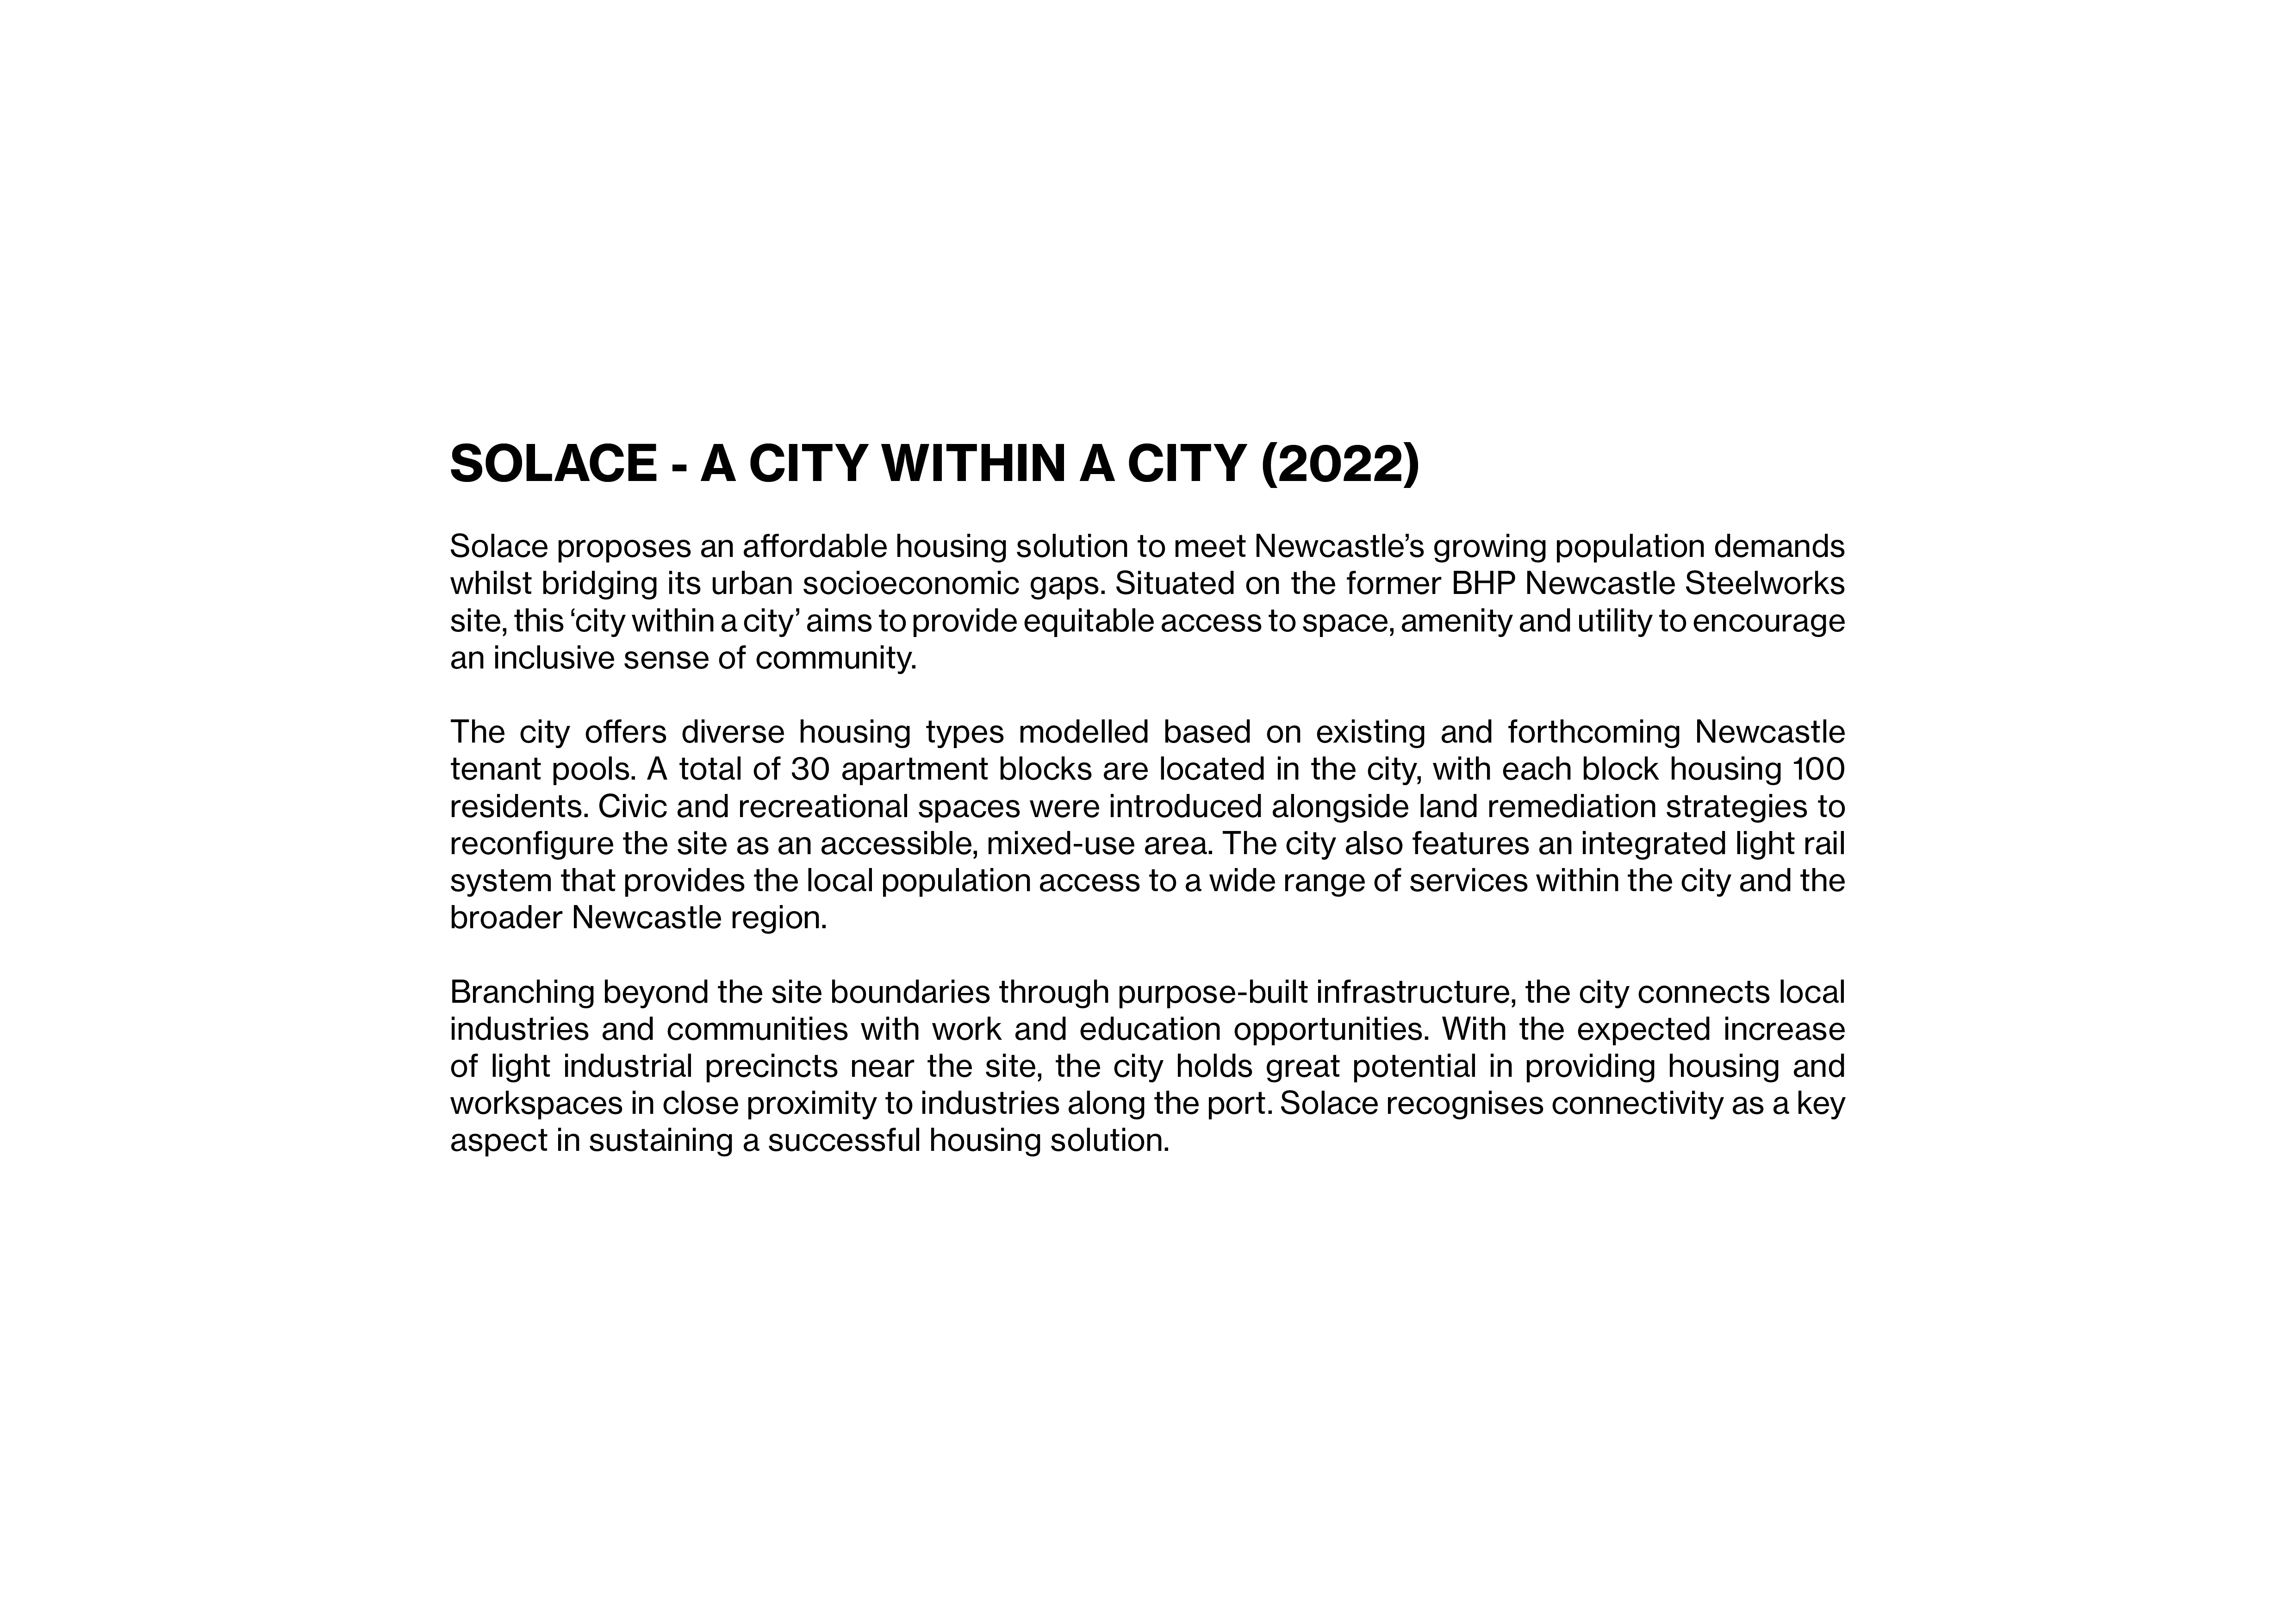 SOLACE - A CITY WITHIN A CITY (2022)
Solace proposes an affordable housing solution to meet Newcastle’s growing population demands
whilst bridging its urban socioeconomic gaps. Situated on the former BHP Newcastle Steelworks
site, this ‘city within a city’ aims to provide equitable access to space, amenity and utility to encourage
an inclusive sense of community.
The city offers diverse housing types modelled based on existing and forthcoming Newcastle
tenant pools. A total of 30 apartment blocks are located in the city, with each block housing 100
residents. Civic and recreational spaces were introduced alongside land remediation strategies to
reconfigure the site as an accessible, mixed-use area. The city also features an integrated light rail
system that provides the local population access to a wide range of services within the city and the
broader Newcastle region.
Branching beyond the site boundaries through purpose-built infrastructure, the city connects local
industries and communities with work and education opportunities. With the expected increase
of light industrial precincts near the site, the city holds great potential in providing housing and
workspaces in close proximity to industries along the port. Solace recognises connectivity as a key
aspect in sustaining a successful housing solution.